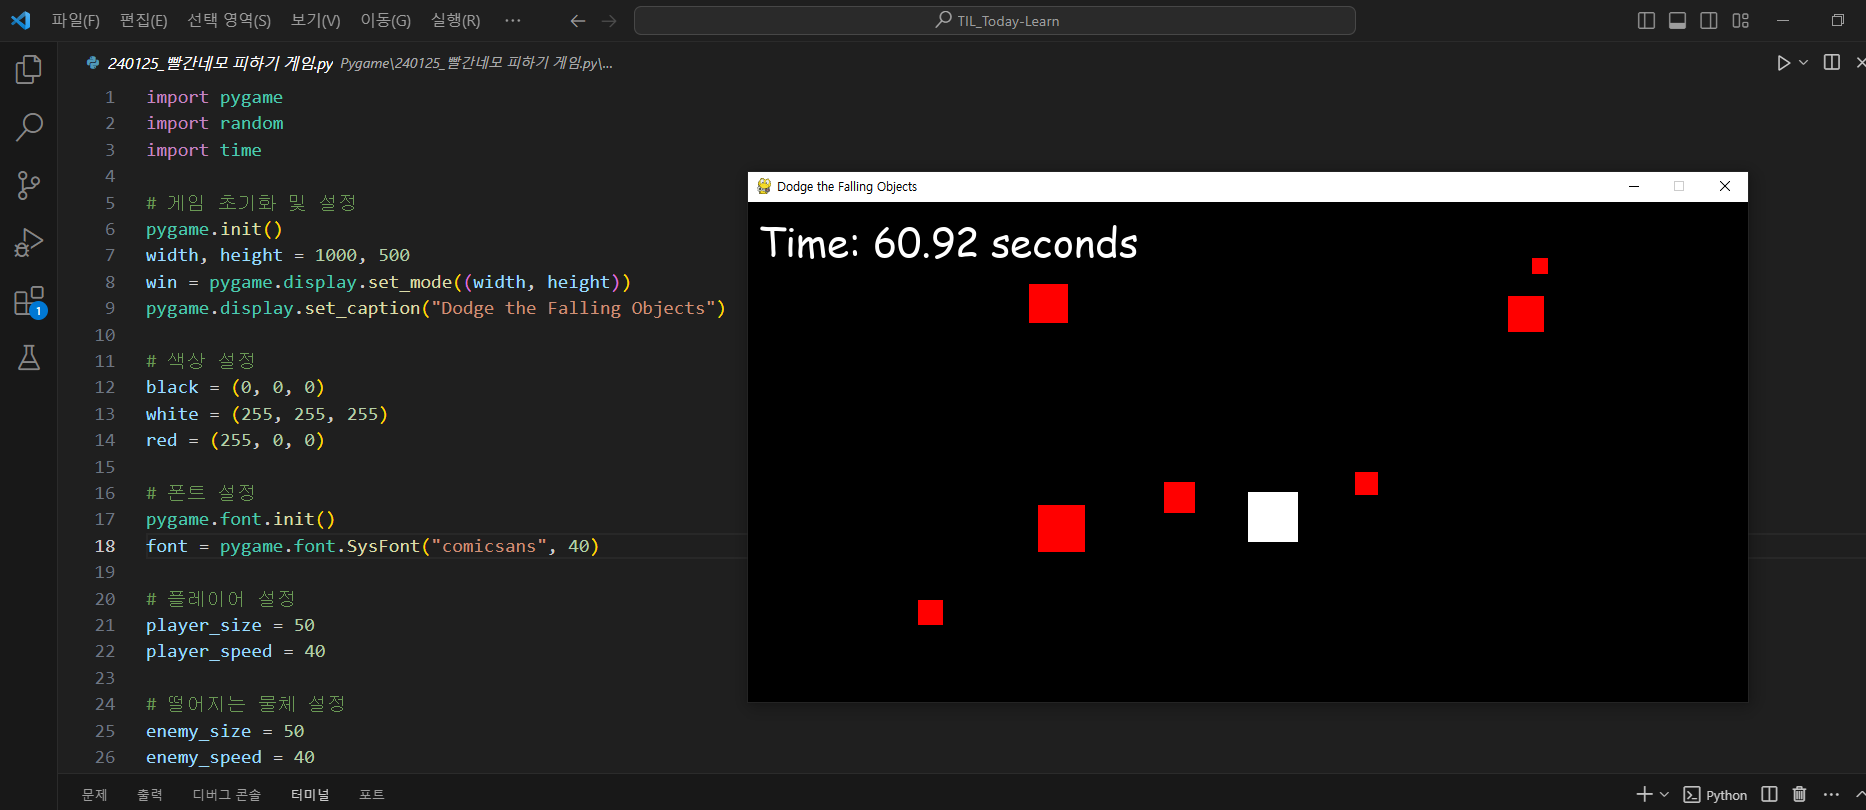 파일(F) 편집(E) 선택 영역(S) 보기(V) 이동(G) 실행(R) ··· TIL_Today-Learn
240125_빨간네모 피하기 게임.py Pygame\240125_빨간네모 피하기 게임.py\...
1 import pygame
2 import random
3 import time
4
5 # 게임 초기화 및 설정
6 pygame.init()
7 width, height = 1000, 500
8 win = pygame.display.set_mode((width, height))
9 pygame.display.set_caption("Dodge the Falling Objects")
10
11 # 색상 설정
12 black = (0, 0, 0)
13 white = (255, 255, 255)
14 red = (255, 0, 0)
15
16 # 폰트 설정
17 pygame.font.init()
18 font = pygame.font.SysFont("comicsans", 40)
19
20 # 플레이어 설정
21 player_size = 50
22 player_speed = 40
23
24 # 떨어지는 물체 설정
25 enemy_size = 50
26 enemy_speed = 40
1
Dodge the Falling Objects
Time: 60.92 seconds
문제 출력 디버그 콘솔 터미널 포트 Python ···